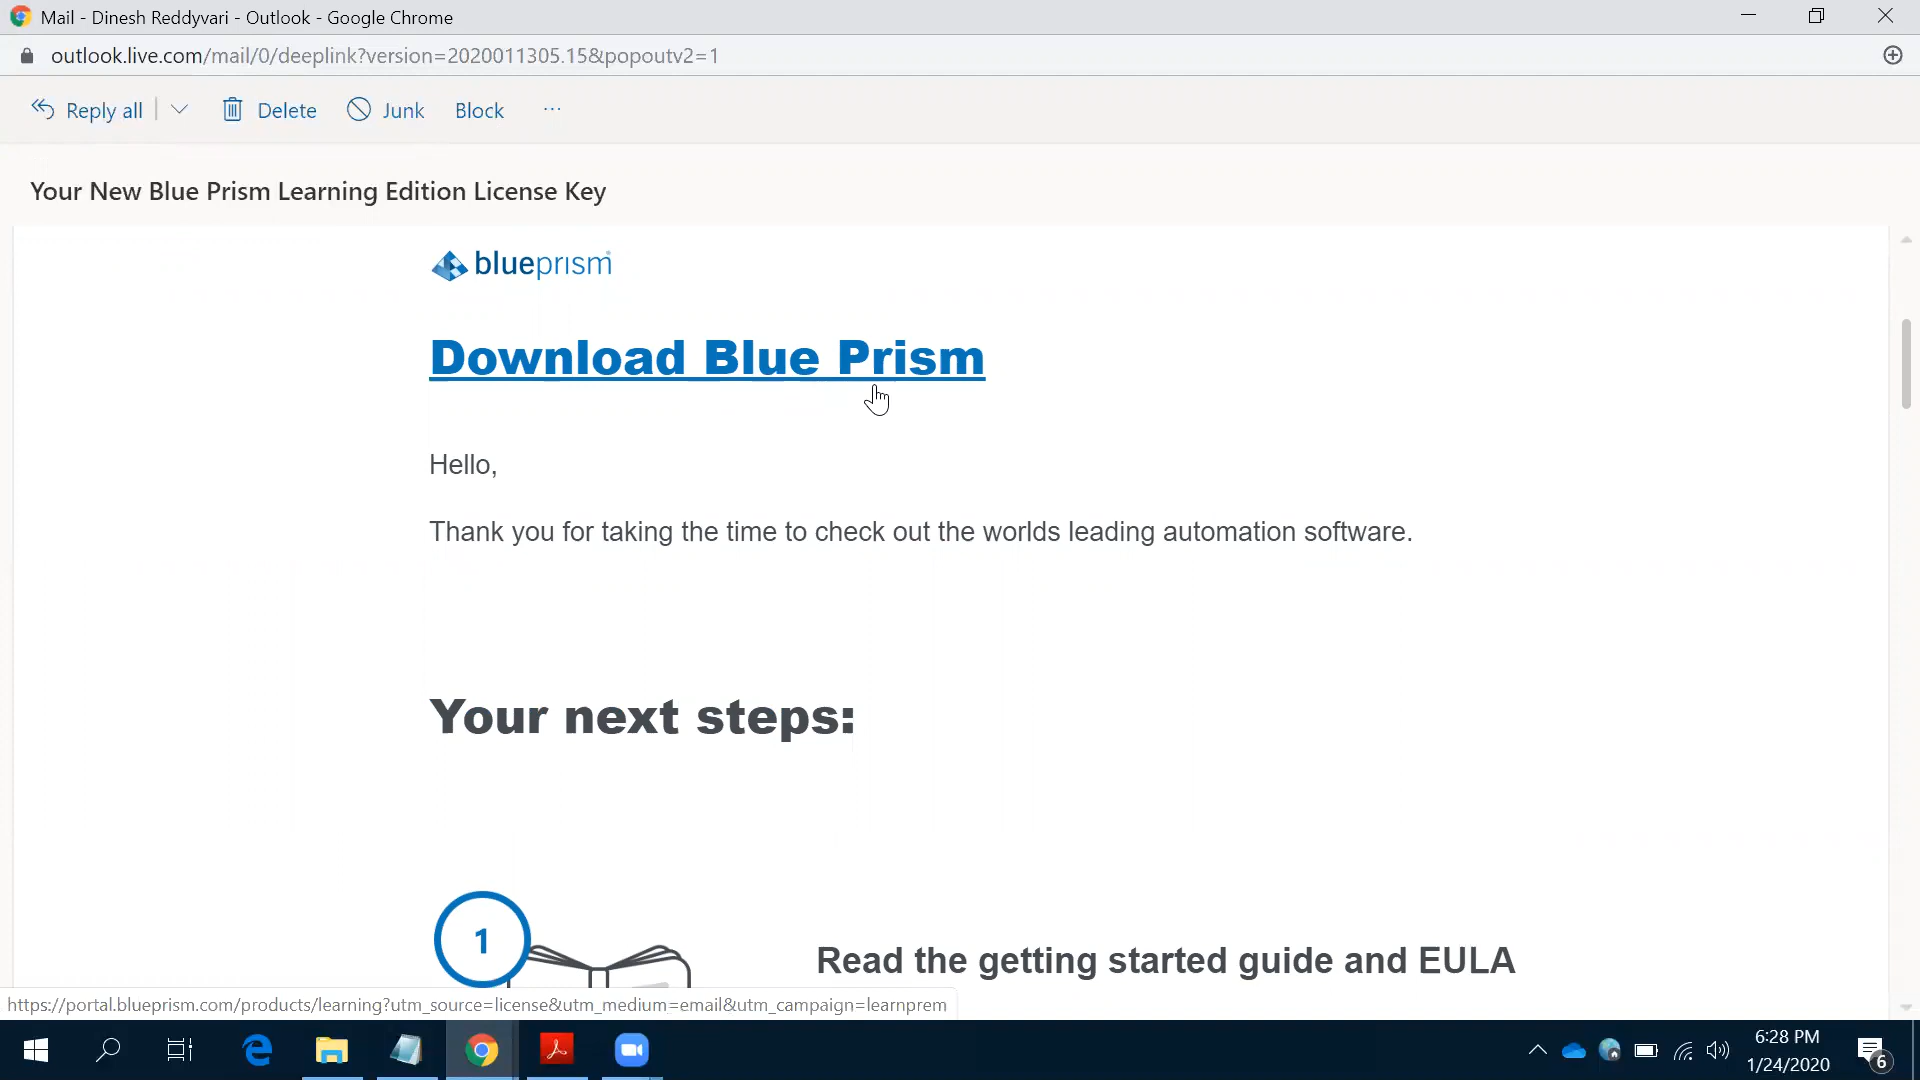 Mail - Dinesh Reddyvari - Outlook - Google Chrome
outlook.live.com/mail/0/deeplink?version=2020011305.15&popoutv2=1
Reply all Delete Junk Block ...
Your New Blue Prism Learning Edition License Key
blueprism
Download Blue Prism
Hello,
Thank you for taking the time to check out the worlds leading automation software.
Your next steps:
1
Read the getting started guide and EULA
https://portal.blueprism.com/products/learning?utm_source=license&utm_medium=email&utm_campaign=learnprem
6:28 PM
1/24/2020
6